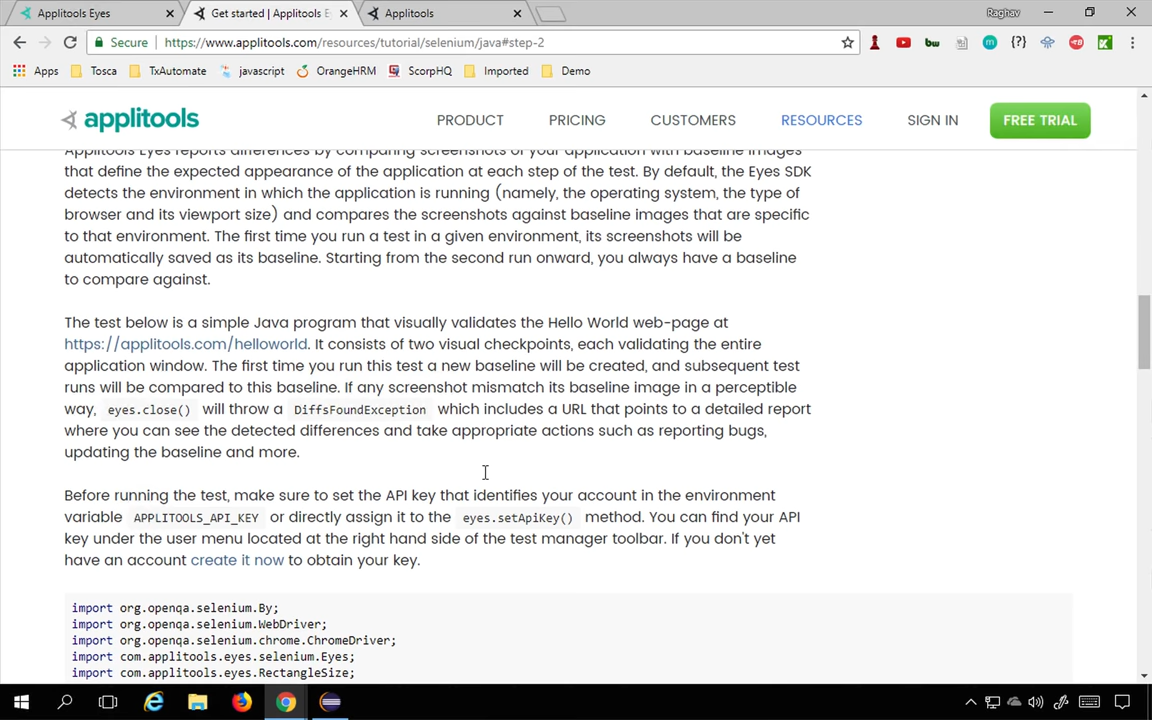 Applitools Eyes
Get started | Applitools E
Applitools
Raghav
Secure
https://www.applitools.com/resources/tutorial/selenium/java#step-2
Apps
Tosca
TxAutomate
javascript
OrangeHRM
ScorpHQ
Imported
Demo
applitools
PRODUCT
PRICING
CUSTOMERS
RESOURCES
SIGN IN
FREE TRIAL
Applitools Eyes reports differences by comparing screenshots of your application with baseline images
that define the expected appearance of the application at each step of the test. By default, the Eyes SDK
detects the environment in which the application is running (namely, the operating system, the type of
browser and its viewport size) and compares the screenshots against baseline images that are specific
to that environment. The first time you run a test in a given environment, its screenshots will be
automatically saved as its baseline. Starting from the second run onward, you always have a baseline
to compare against.
The test below is a simple Java program that visually validates the Hello World web-page at
https://applitools.com/helloworld. It consists of two visual checkpoints, each validating the entire
application window. The first time you run this test a new baseline will be created, and subsequent test
runs will be compared to this baseline. If any screenshot mismatch its baseline image in a perceptible
way, eyes.close() will throw a DiffsFoundException which includes a URL that points to a detailed report
where you can see the detected differences and take appropriate actions such as reporting bugs,
updating the baseline and more.
Before running the test, make sure to set the API key that identifies your account in the environment
variable APPLITOOLS_API_KEY or directly assign it to the eyes.setApiKey() method. You can find your API
key under the user menu located at the right hand side of the test manager toolbar. If you don't yet
have an account create it now to obtain your key.
import org.openqa.selenium.By;
import org.openqa.selenium.WebDriver;
import org.openqa.selenium.chrome.ChromeDriver;
import com.applitools.eyes.selenium.Eyes;
import com.applitools.eyes.RectangleSize;